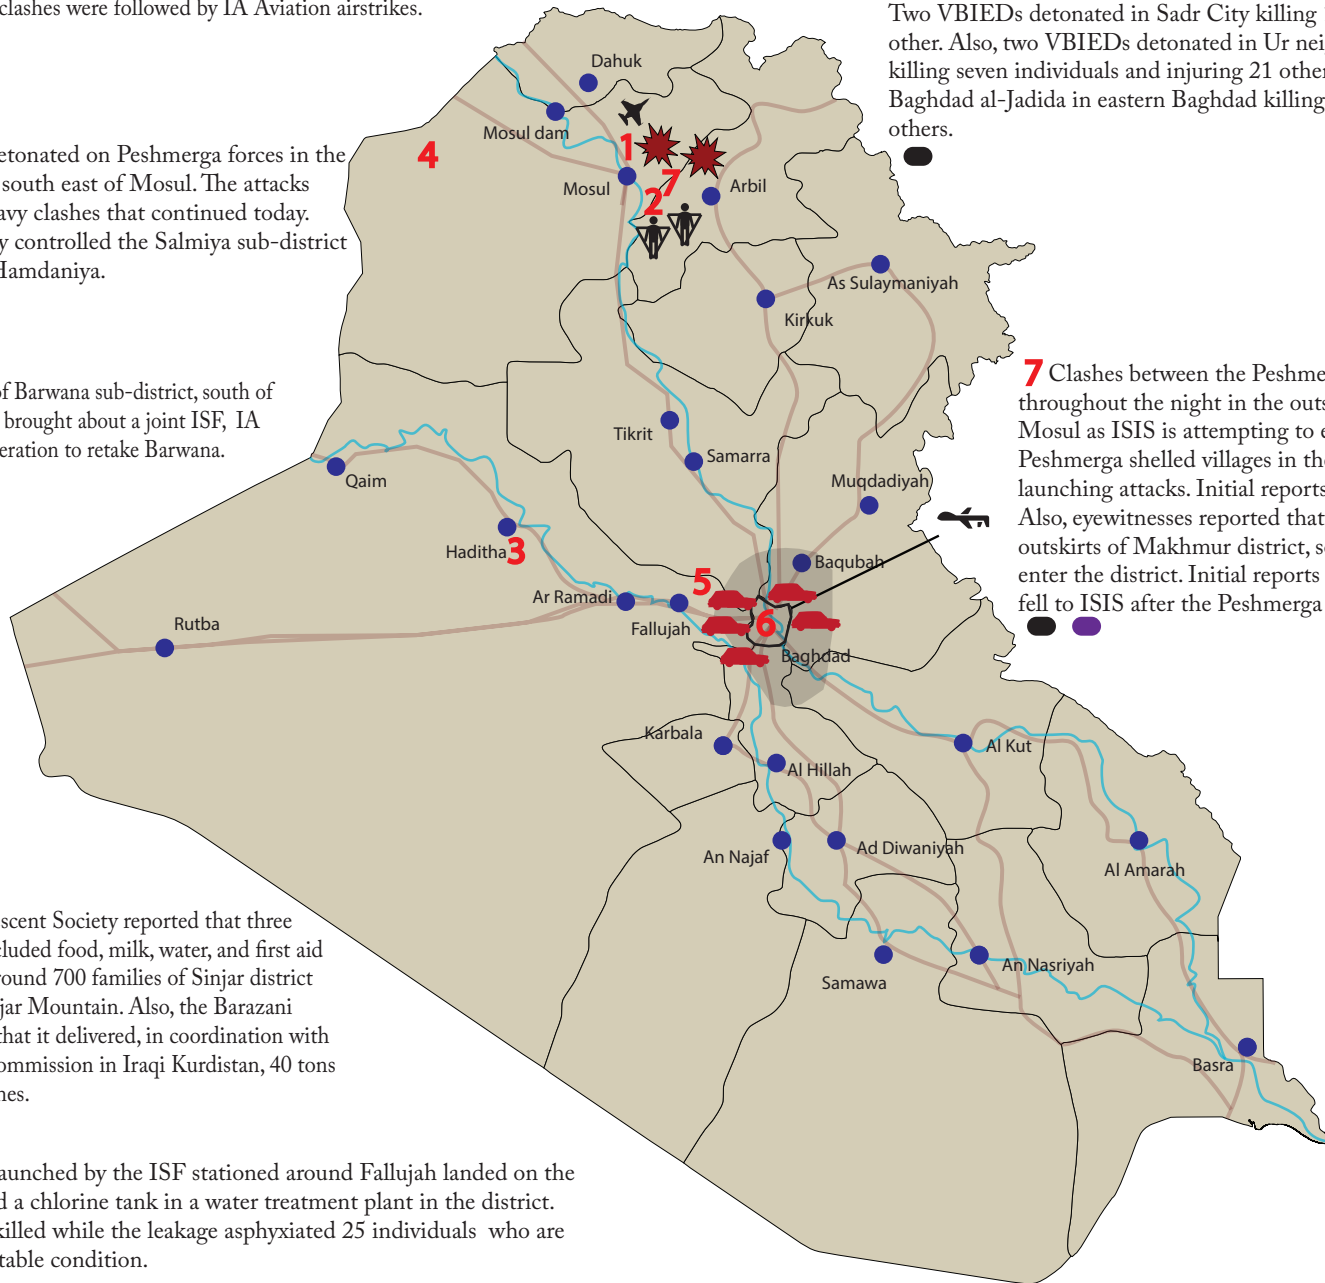 clashes were followed by IA Aviation airstrikes.
etonated on Peshmerga forces in the
south east of Mosul. The attacks
avy clashes that continued today.
y controlled the Salmiya sub-district
Hamdaniya.
of Barwana sub-district, south of
brought about a joint ISF, IA
eration to retake Barwana.
scent Society reported that three
cluded food, milk, water, and first aid
round 700 families of Sinjar district
jar Mountain. Also, the Barazani
that it delivered, in coordination with
ommission in Iraqi Kurdistan, 40 tons
nes.
launched by the ISF stationed around Fallujah landed on the
d a chlorine tank in a water treatment plant in the district.
killed while the leakage asphyxiated 25 individuals who are
table condition.
Two VBIEDs detonated in Sadr City killing
other. Also, two VBIEDs detonated in Ur nei
killing seven individuals and injuring 21 other
Baghdad al-Jadida in eastern Baghdad killing
others.
7 Clashes between the Peshme
throughout the night in the outs
Mosul as ISIS is attempting to e
Peshmerga shelled villages in the
launching attacks. Initial reports
Also, eyewitnesses reported that
outskirts of Makhmur district, so
enter the district. Initial reports
fell to ISIS after the Peshmerga
Dahuk
Mosul dam
4
1
Mosul
7
2
Arbil
As Sulaymaniyah
Kirkuk
Tikrit
Samarra
Muqdadiyah
Qaim
Haditha
3
Baqubah
5
Ar Ramadi
Fallujah
6
Rutba
Baghdad
Karbala
Al Kut
Al Hillah
An Najaf
Ad Diwaniyah
Al Amarah
Samawa
An Nasriyah
Basra